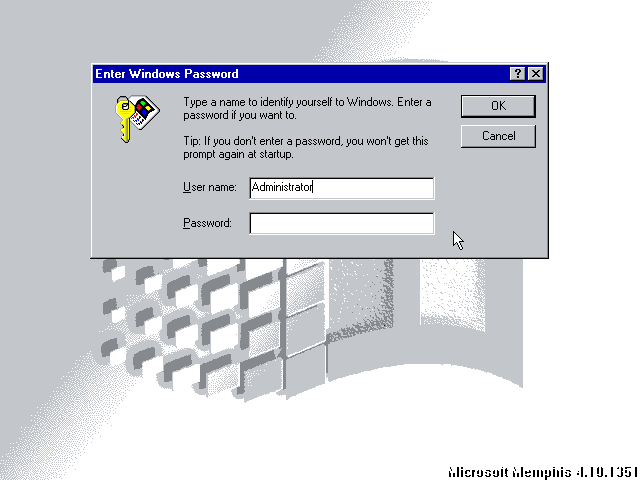 Enter Windows Password
Type a name to identify yourself to Windows. Enter a
password if you want to.
OK
Cancel
Tip: If you don't enter a password, you won't get this
prompt again at startup.
User name: Administrator
Password:
Microsoft Memphis 4.10.1351